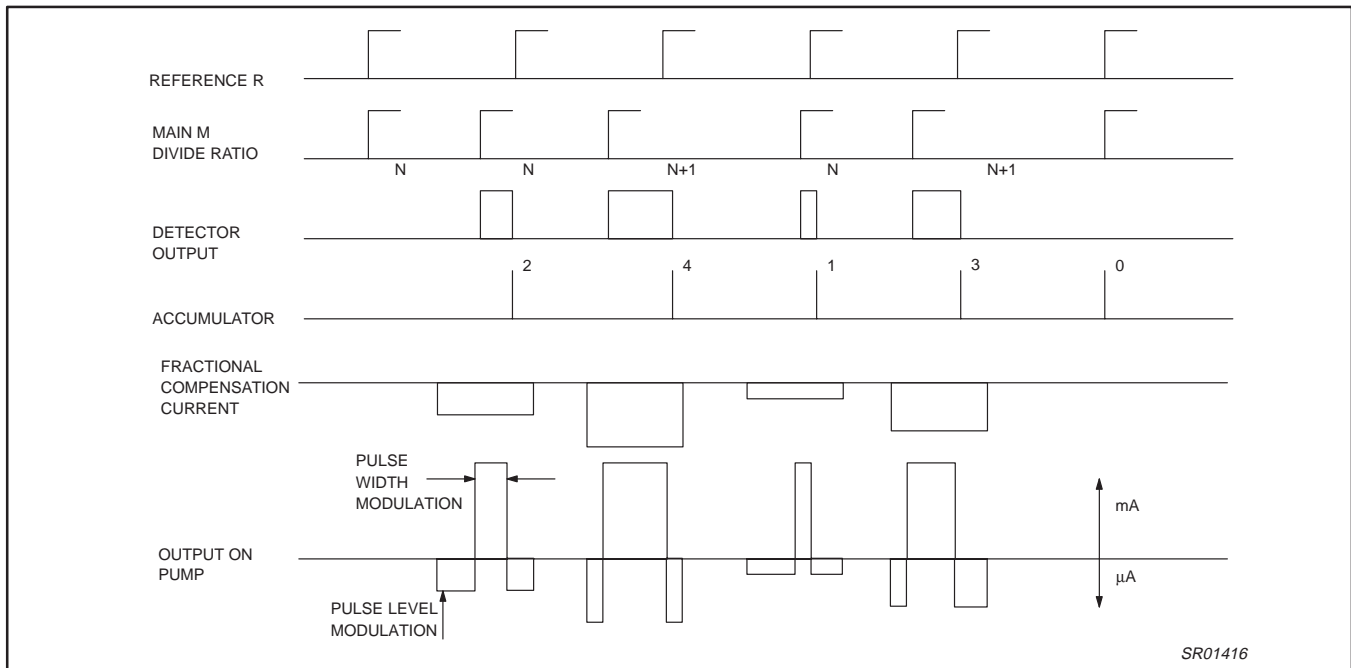 REFERENCE R
MAIN M
DIVIDE RATIO
N
N
N+1
N
N+1
DETECTOR
OUTPUT
2
4
1
3
0
ACCUMULATOR
FRACTIONAL
COMPENSATION
CURRENT
PULSE
WIDTH
MODULATION
mA
OUTPUT ON
PUMP
µA
PULSE LEVEL
MODULATION
SR01416